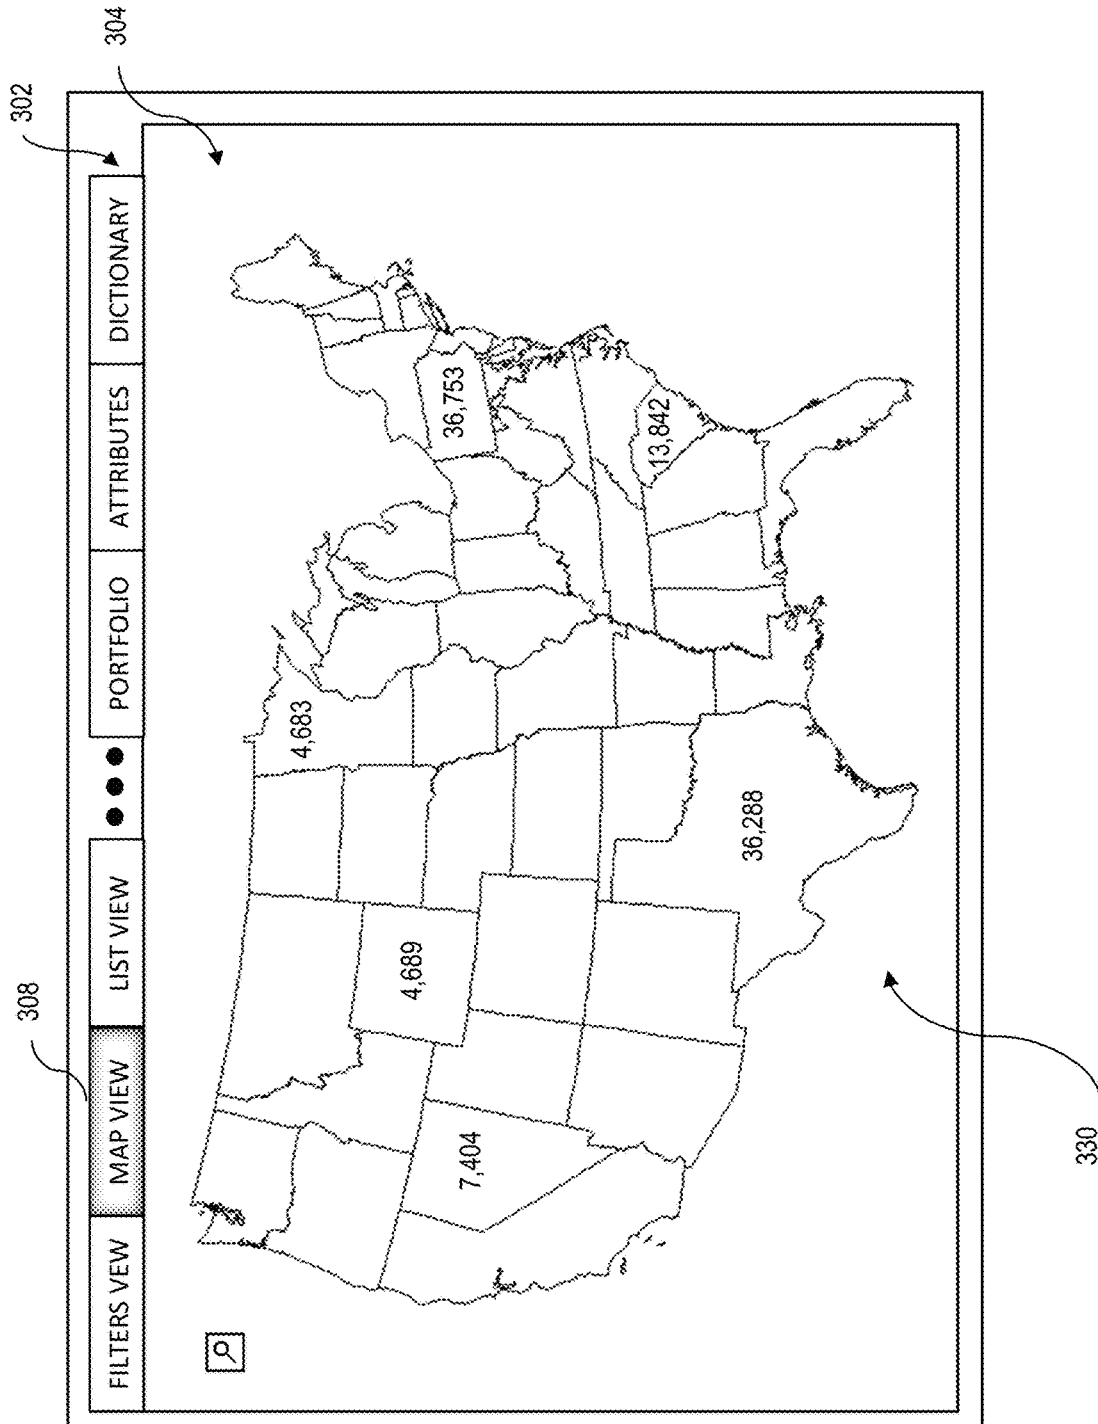 302
304
308
FILTERS VEW
MAP VIEW
LIST VIEW
PORTFOLIO
ATTRIBUTES
DICTIONARY
4,683
36,753
4,689
7,404
13,842
36,288
330